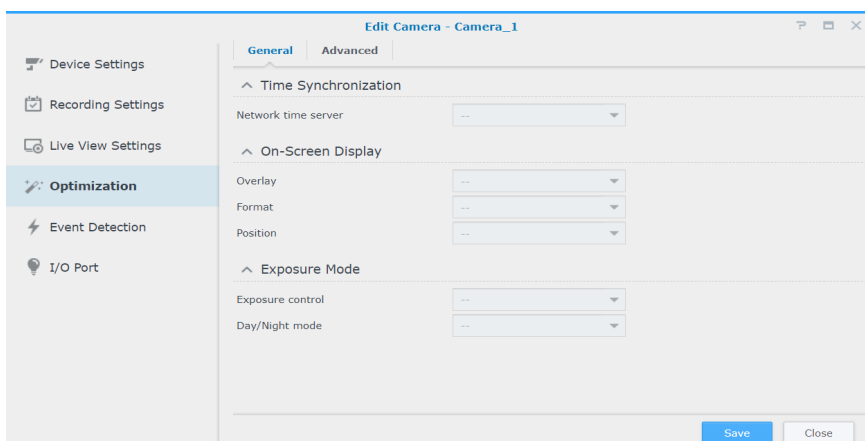 Edit Camera - Camera_1
Device Settings
Recording Settings
Live View Settings
Optimization
Event Detection
I/O Port
General Advanced
Time Synchronization
Network time server --
On-Screen Display
Overlay --
Format --
Position --
Exposure Mode
Exposure control --
Day/Night mode --
Save Close